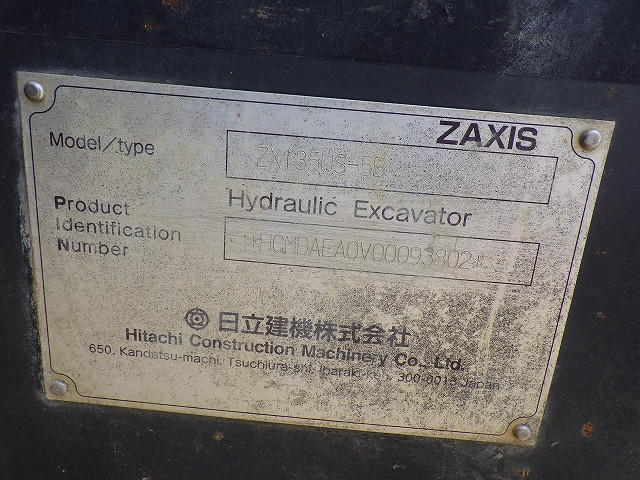 ZAXIS
Model/type ZX135US-5B
Hydraulic Excavator
Product
Identification
Number
*HCMDAEA0V00093802*
日立建機株式会社
Hitachi Construction Machinery Co., Ltd.
650, Kandatsu-machi, Tsuchiura-shi, Ibaraki-ken, 300-0013 Japan